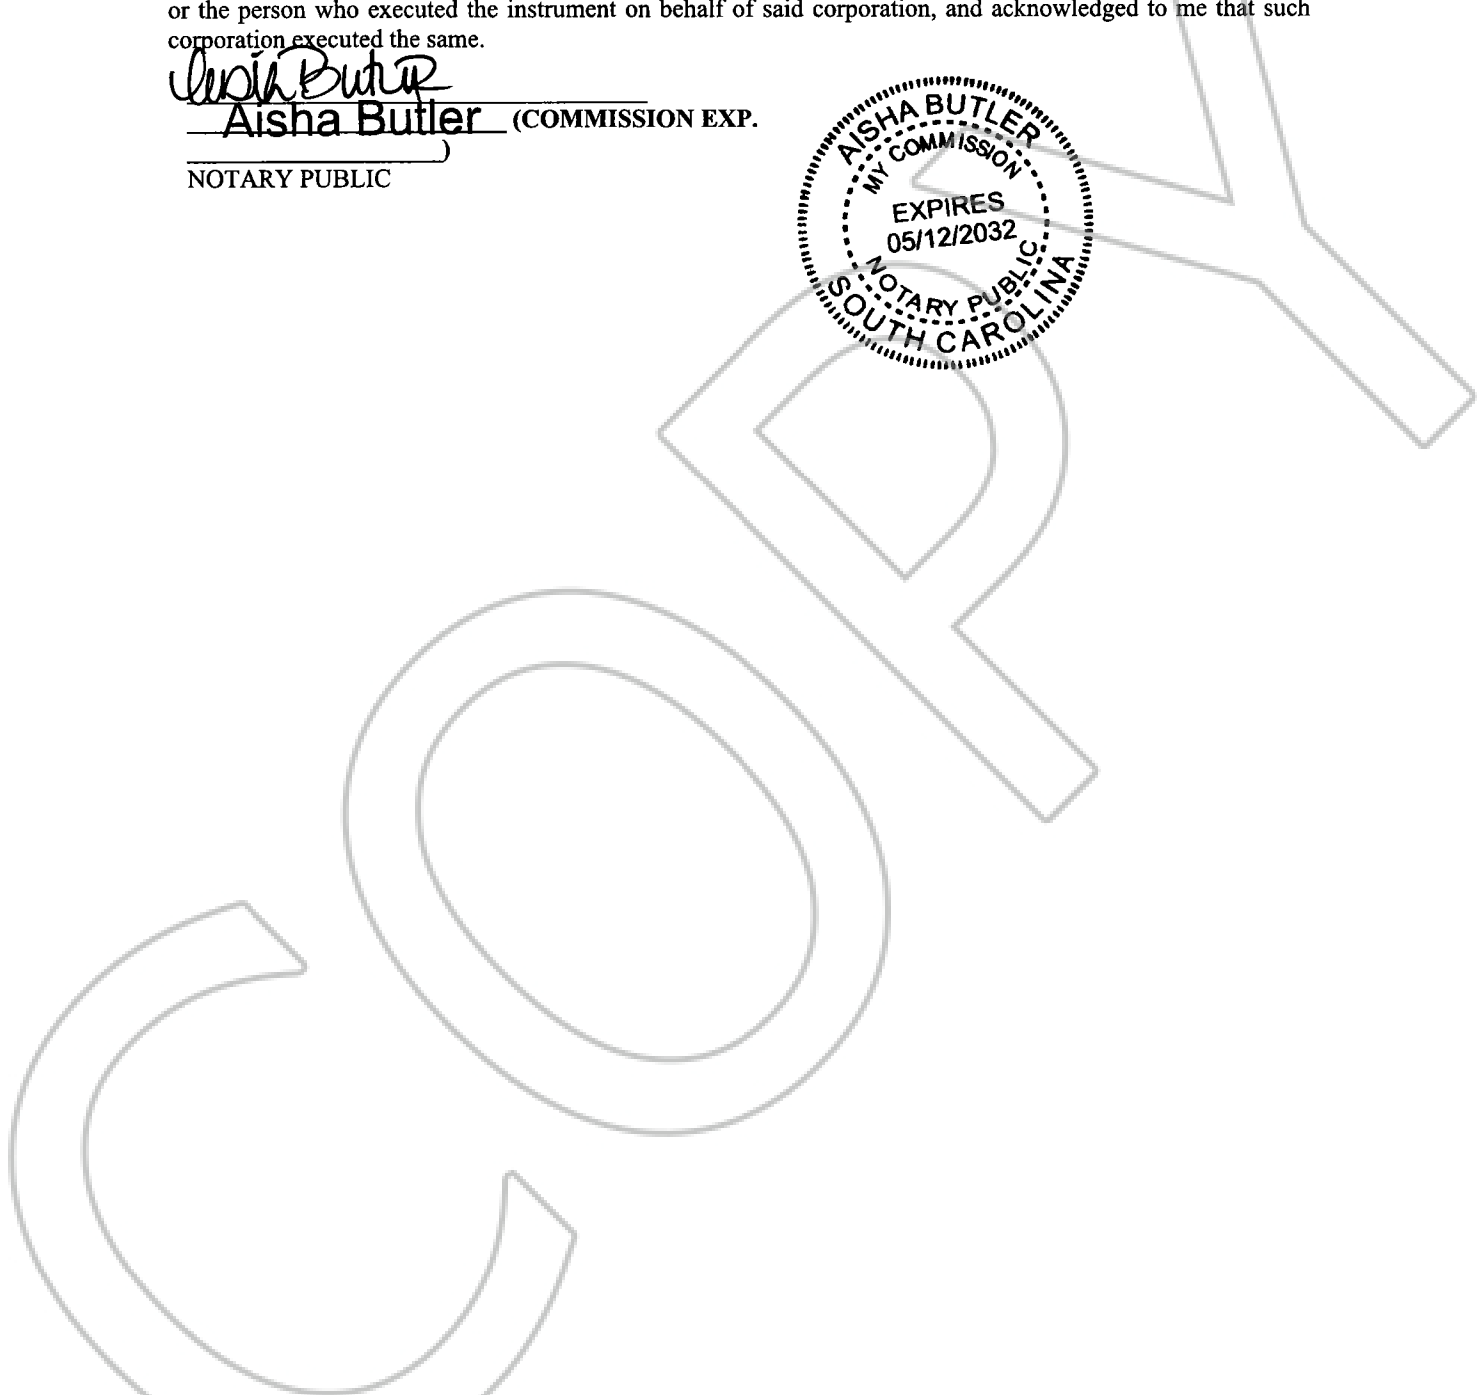 or the person who executed the instrument on behalf of said corporation, and acknowledged to me that such
corporation executed the same.
Aisha Butler
Aisha Butler (COMMISSION EXP.
)
NOTARY PUBLIC
AISHA BUTLER
MY COMMISSION
EXPIRES
05/12/2032
NOTARY PUBLIC
SOUTH CAROLINA
COPY